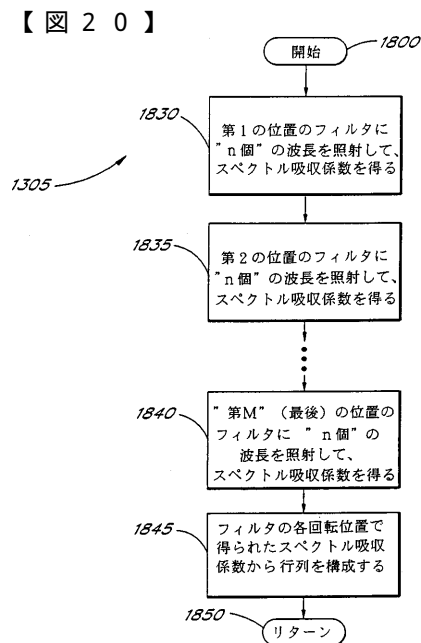 【図２０】
開始
1800
1830
第１の位置のフィルタに
"ｎ個"の波長を照射して、
スペクトル吸収係数を得る
1305
1835
第２の位置のフィルタに
"ｎ個"の波長を照射して、
スペクトル吸収係数を得る
1840
"第Ｍ"（最後）の位置の
フィルタに "ｎ個"の
波長を照射して、
スペクトル吸収係数を得る
1845
フィルタの各回転位置で
得られたスペクトル吸収
係数から行列を構成する
1850
リターン